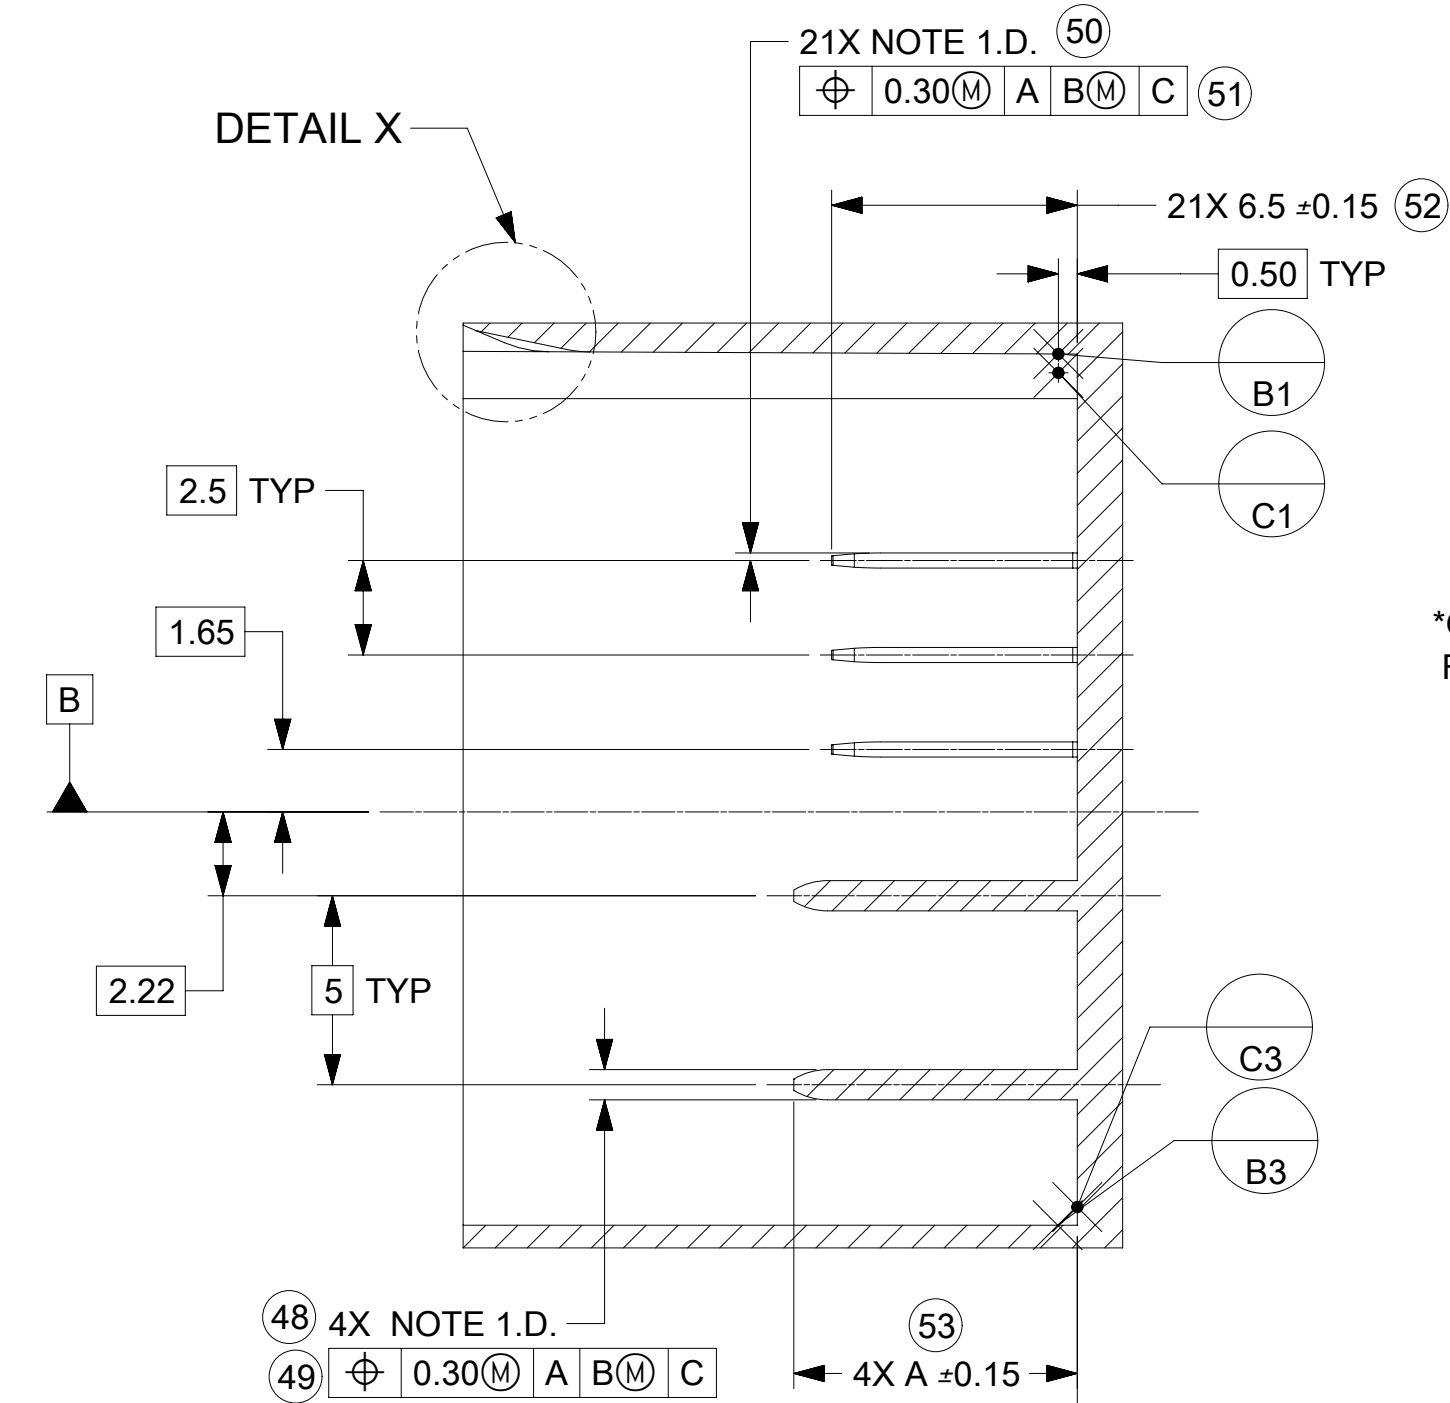 21X NOTE 1.D. 50
⌖ 0.30Ⓜ A BⓂ C 51
DETAIL X
21X 6.5 ±0.15 52
0.50 TYP
B1
C1
2.5 TYP
1.65
B
2.22
5 TYP
C3
B3
48 4X NOTE 1.D.
49 ⌖ 0.30Ⓜ A BⓂ C
53
4X A ±0.15